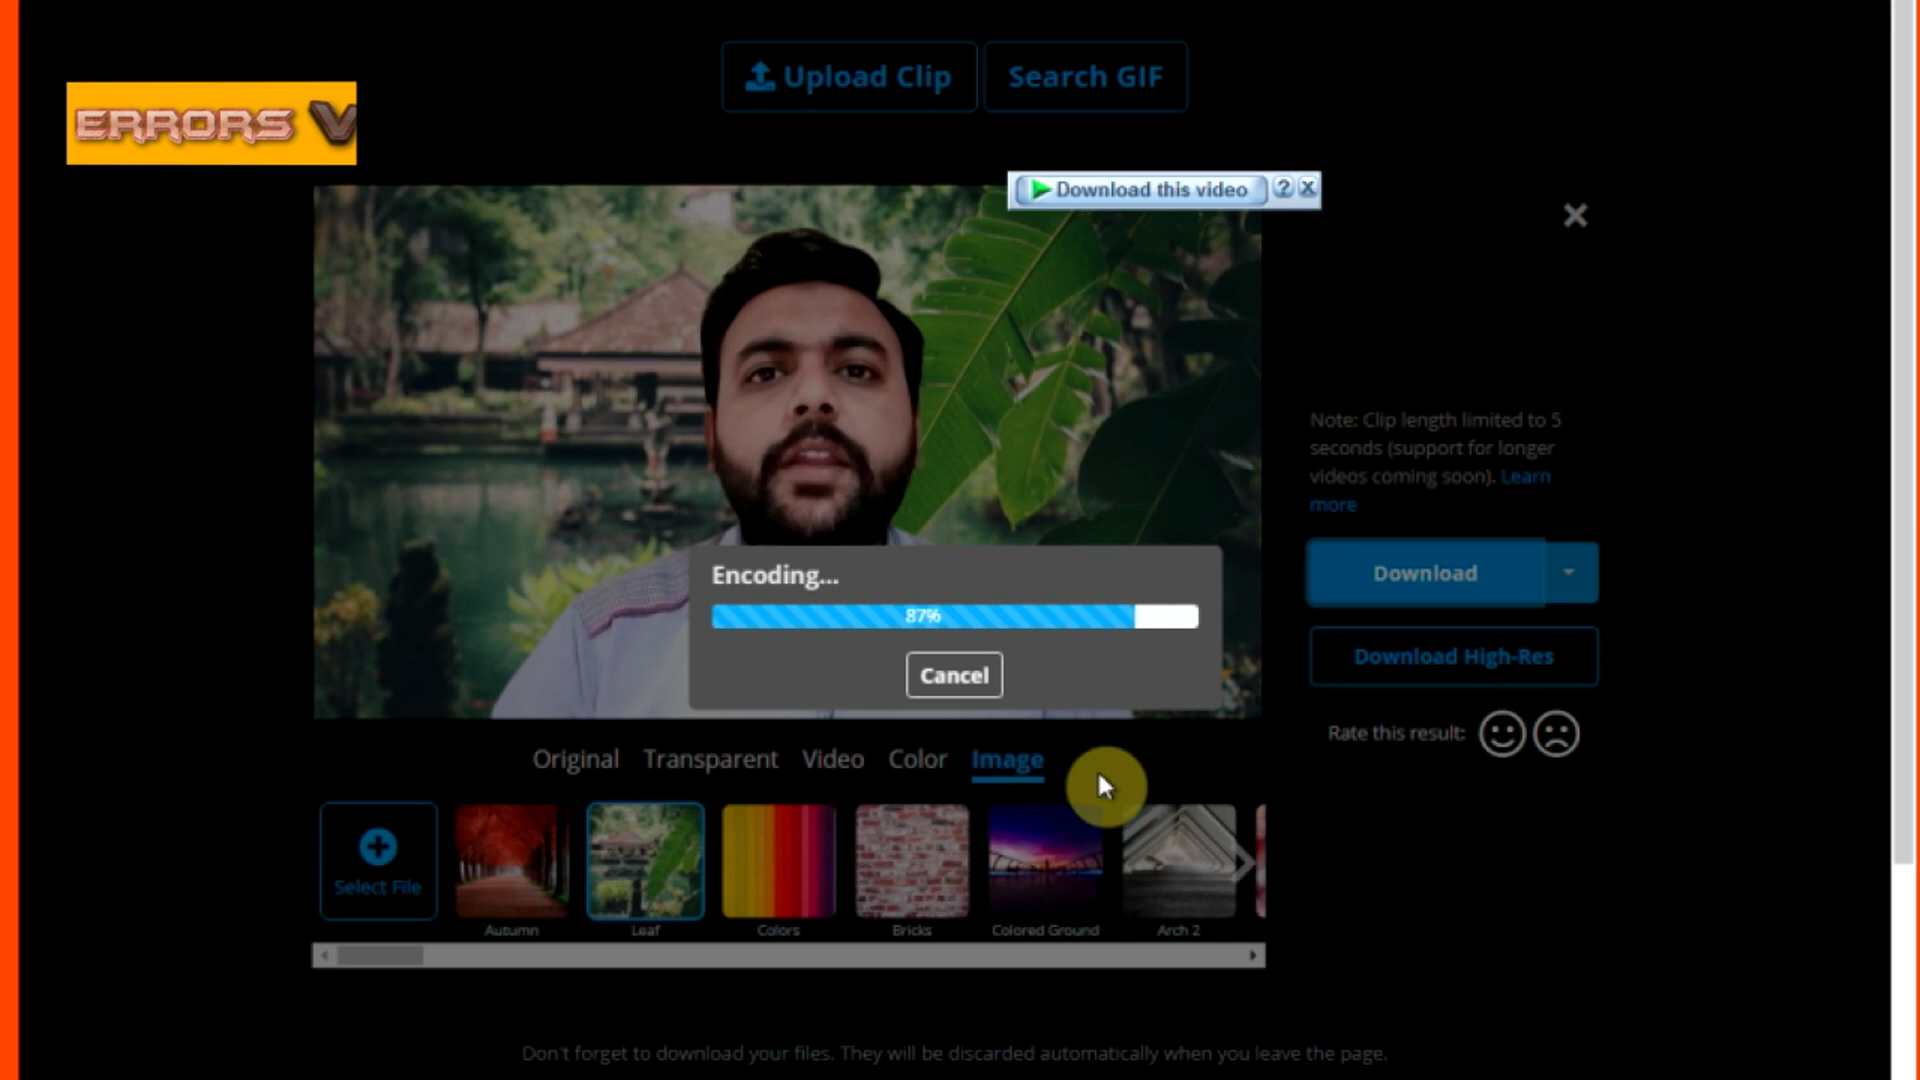 Upload Clip
Search GIF
ERRORS V
Download this video
Note: Clip length limited to 5
seconds (support for longer
videos coming soon). Learn
more
Encoding...
87%
Cancel
Download
Download High-Res
Rate this result:
Original
Transparent
Video
Color
Image
Select File
Autumn
Leaf
Colors
Bricks
Colored Ground
Arch 2
Don't forget to download your files. They will be discarded automatically when you leave the page.